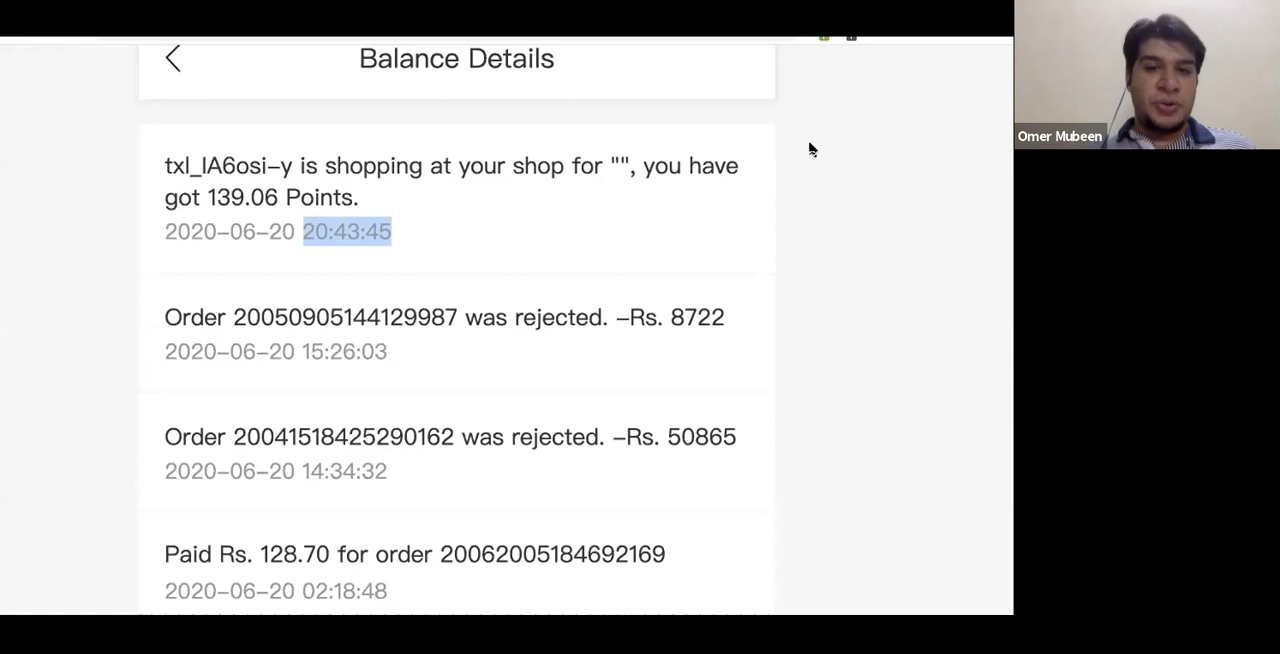 Balance Details
txl_IA6osi-y is shopping at your shop for "", you have
got 139.06 Points.
2020-06-20 20:43:45
Order 20050905144129987 was rejected. -Rs. 8722
2020-06-20 15:26:03
Order 20041518425290162 was rejected. -Rs. 50865
2020-06-20 14:34:32
Paid Rs. 128.70 for order 20062005184692169
2020-06-20 02:18:48
Omer Mubeen